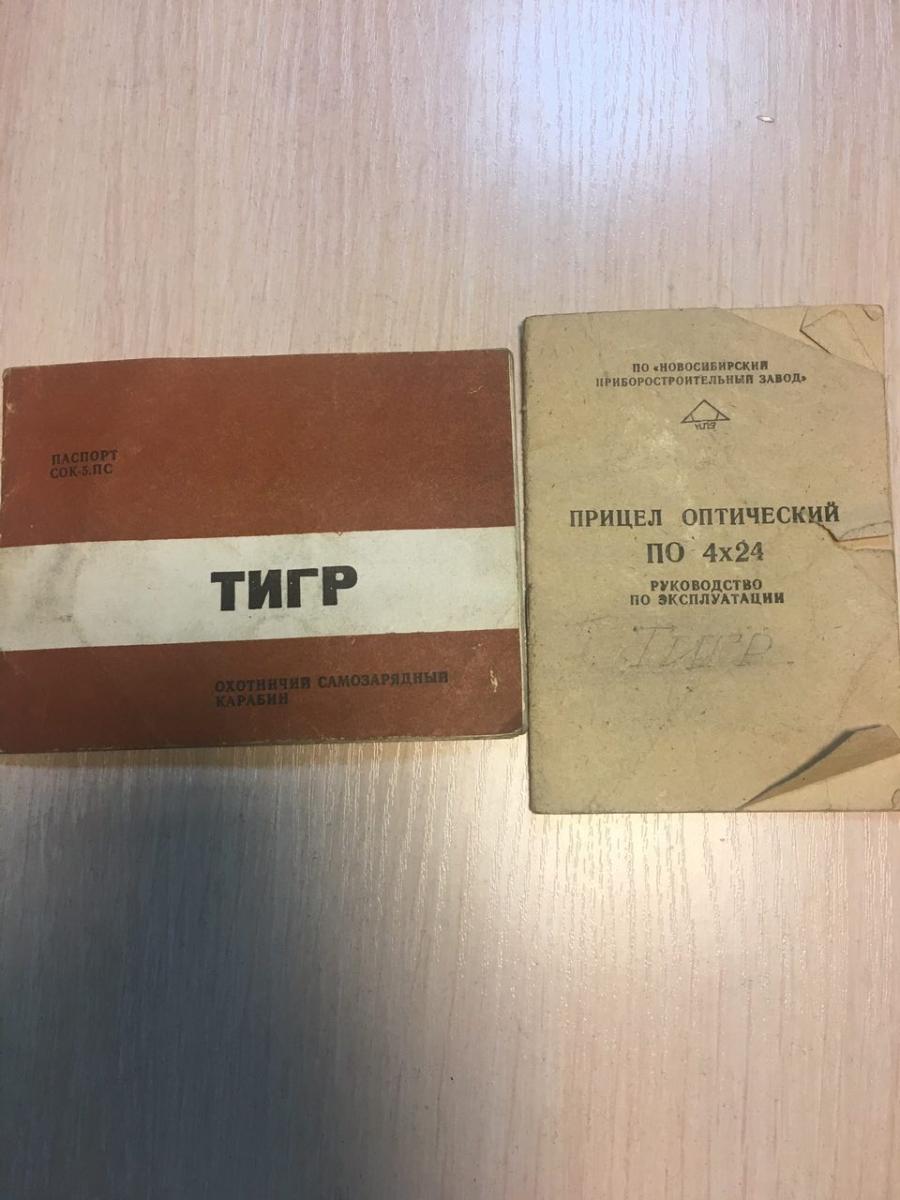 ПАСПОРТ
СОК-5.ПС
ТИГР
ОХОТНИЧИЙ САМОЗАРЯДНЫЙ
КАРАБИН
ПО «НОВОСИБИРСКИЙ
ПРИБОРОСТРОИТЕЛЬНЫЙ ЗАВОД»
НПЗ
ПРИЦЕЛ ОПТИЧЕСКИЙ
ПО 4х24
РУКОВОДСТВО
ПО ЭКСПЛУАТАЦИИ
Тигр